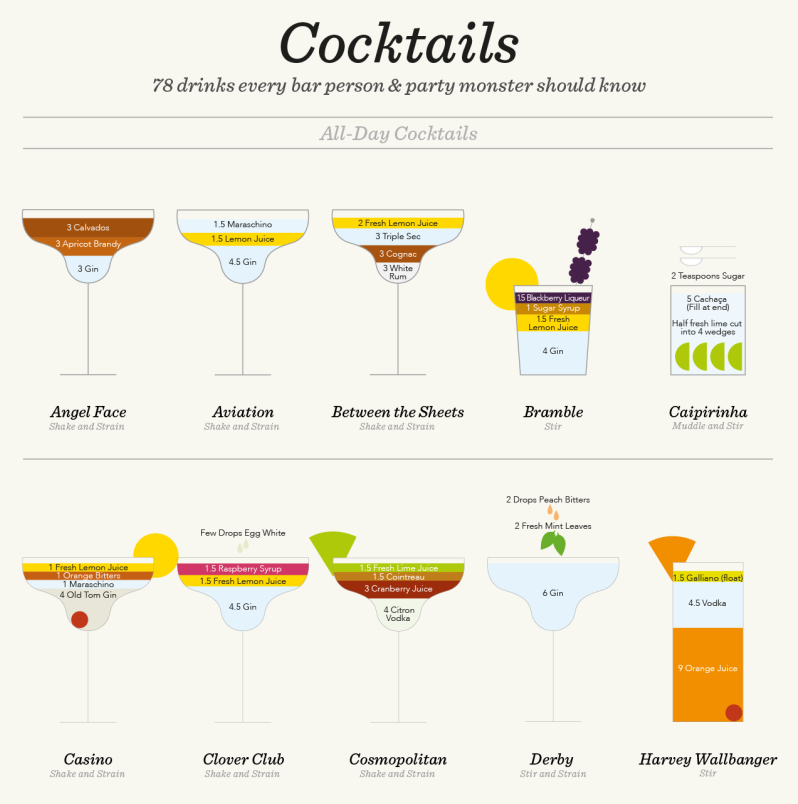 Cocktails
78 drinks every bar person & party monster should know
All-Day Cocktails
3 Calvados
3 Apricot Brandy
3 Gin
Angel Face
Shake and Strain
1.5 Maraschino
1.5 Lemon Juice
4.5 Gin
Aviation
Shake and Strain
2 Fresh Lemon Juice
3 Triple Sec
3 Cognac
3 White
Rum
Between the Sheets
Shake and Strain
1.5 Blackberry Liqueur
1 Sugar Syrup
1.5 Fresh
Lemon Juice
4 Gin
Bramble
Stir
2 Teaspoons Sugar
5 Cachaça
(Fill at end)
Half fresh lime cut
into 4 wedges
Caipirinha
Muddle and Stir
1 Fresh Lemon Juice
1 Orange Bitters
1 Maraschino
4 Old Tom Gin
Casino
Shake and Strain
Few Drops Egg White
1.5 Raspberry Syrup
1.5 Fresh Lemon Juice
4.5 Gin
Clover Club
Shake and Strain
1.5 Fresh Lime Juice
1.5 Cointreau
3 Cranberry Juice
4 Citron
Vodka
Cosmopolitan
Shake and Strain
2 Drops Peach Bitters
2 Fresh Mint Leaves
6 Gin
Derby
Stir and Strain
1.5 Galliano (float)
4.5 Vodka
9 Orange Juice
Harvey Wallbanger
Stir